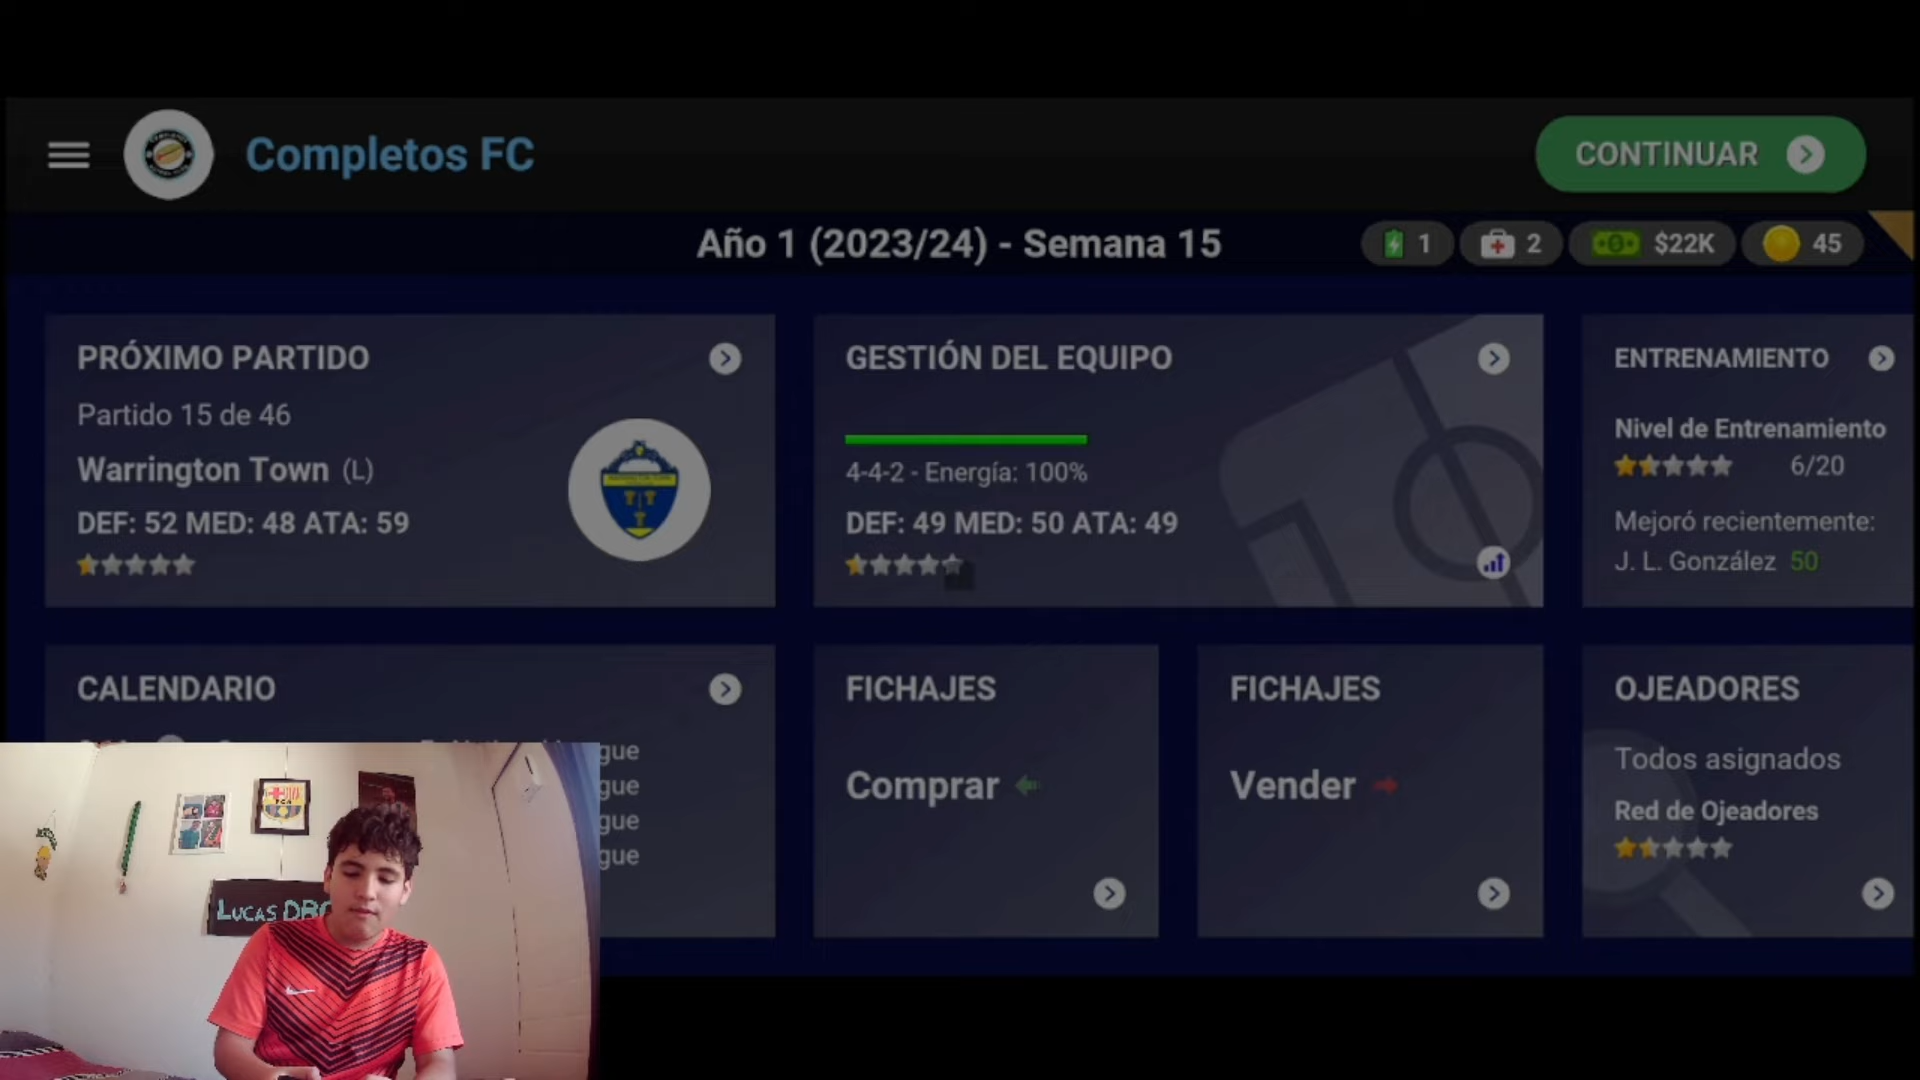 Completos FC
CONTINUAR
Año 1 (2023/24) - Semana 15
1
2
$22K
45
PRÓXIMO PARTIDO
Partido 15 de 46
Warrington Town (L)
DEF: 52 MED: 48 ATA: 59
GESTIÓN DEL EQUIPO
4-4-2 - Energía: 100%
DEF: 49 MED: 50 ATA: 49
ENTRENAMIENTO
Nivel de Entrenamiento
6/20
Mejoró recientemente:
J. L. González 50
CALENDARIO
gue
gue
gue
gue
FICHAJES
Comprar
FICHAJES
Vender
OJEADORES
Todos asignados
Red de Ojeadores
LUCAS DBO